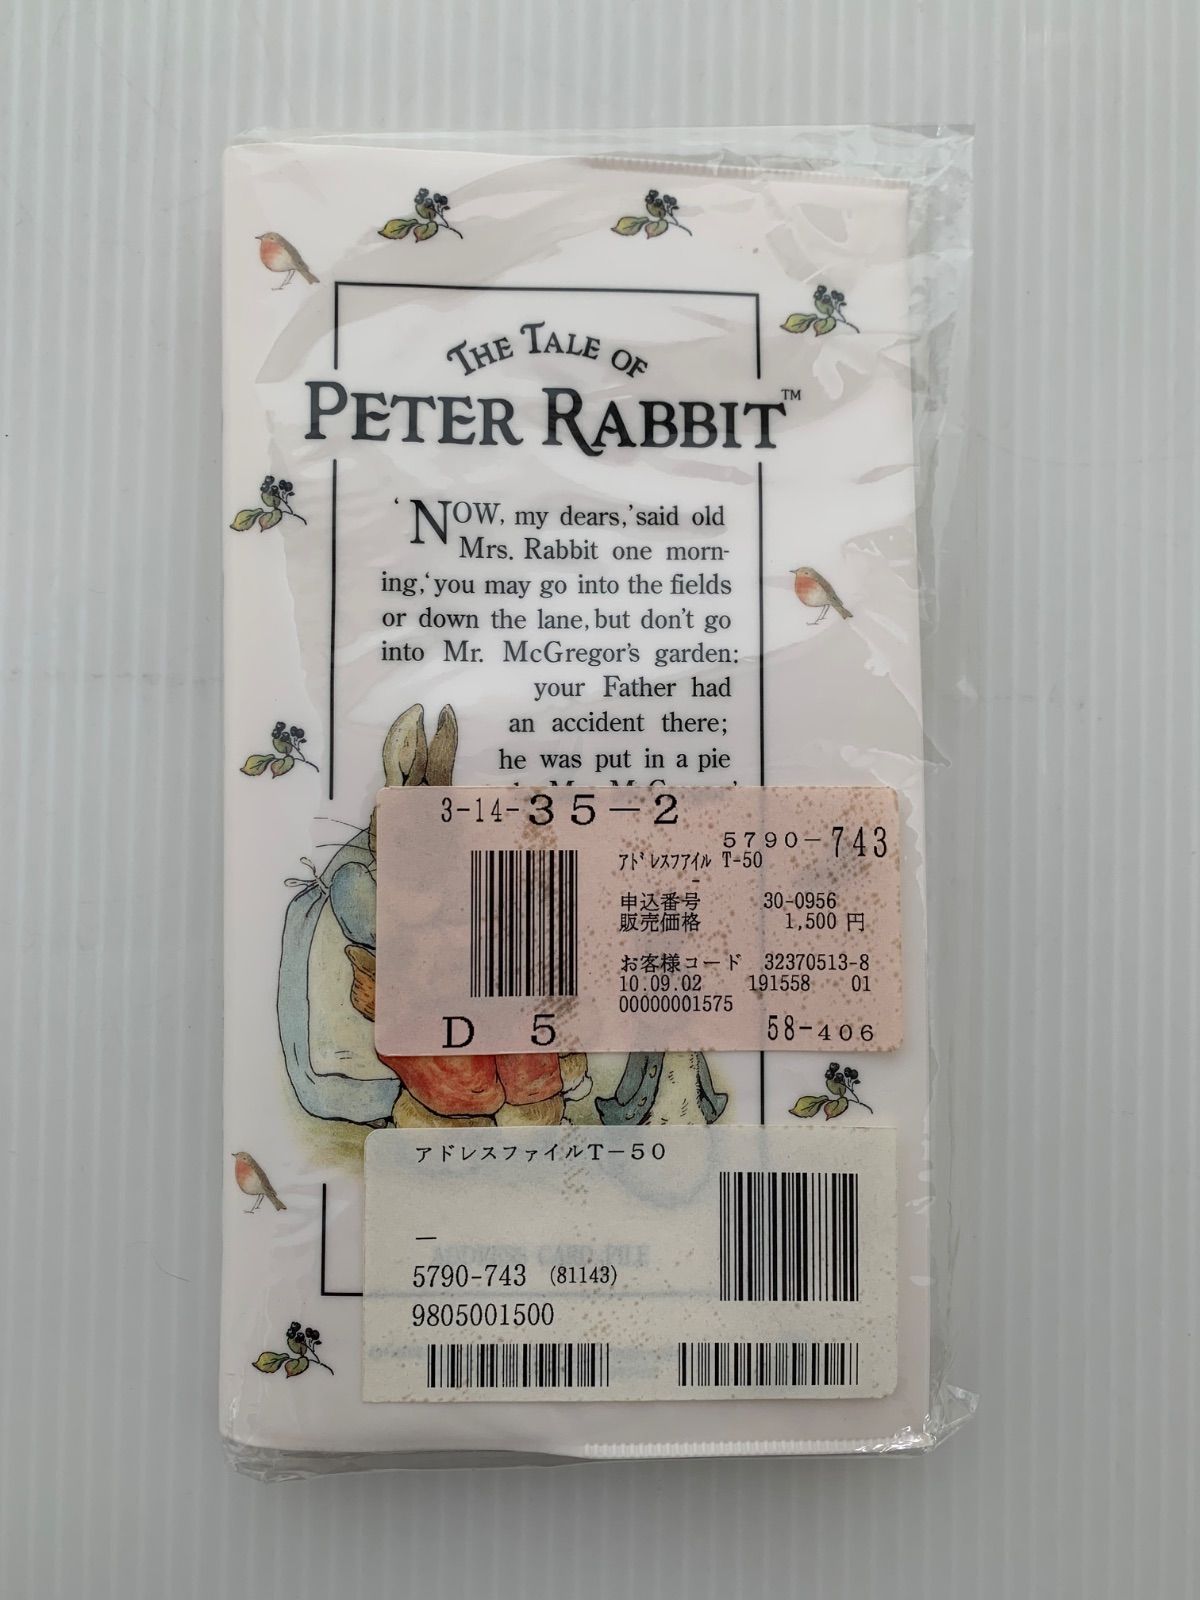 THE TALE OF
PETER RABBIT™
‘NOW, my dears,’ said old
Mrs. Rabbit one morn-
ing, ‘you may go into the fields
or down the lane, but don't go
into Mr. McGregor's garden:
your Father had
an accident there;
he was put in a pie
3-14-35-2
5790-743
ｱﾄﾞﾚｽﾌｧｲﾙ T-50
-
申込番号 30-0956
販売価格 1,500 円
お客様コード 32370513-8
10.09.02 191558 01
00000001575
D 5 58-406
アドレスファイルT-50
-
ADDRESS CARD FILE
5790-743 (81143)
9805001500